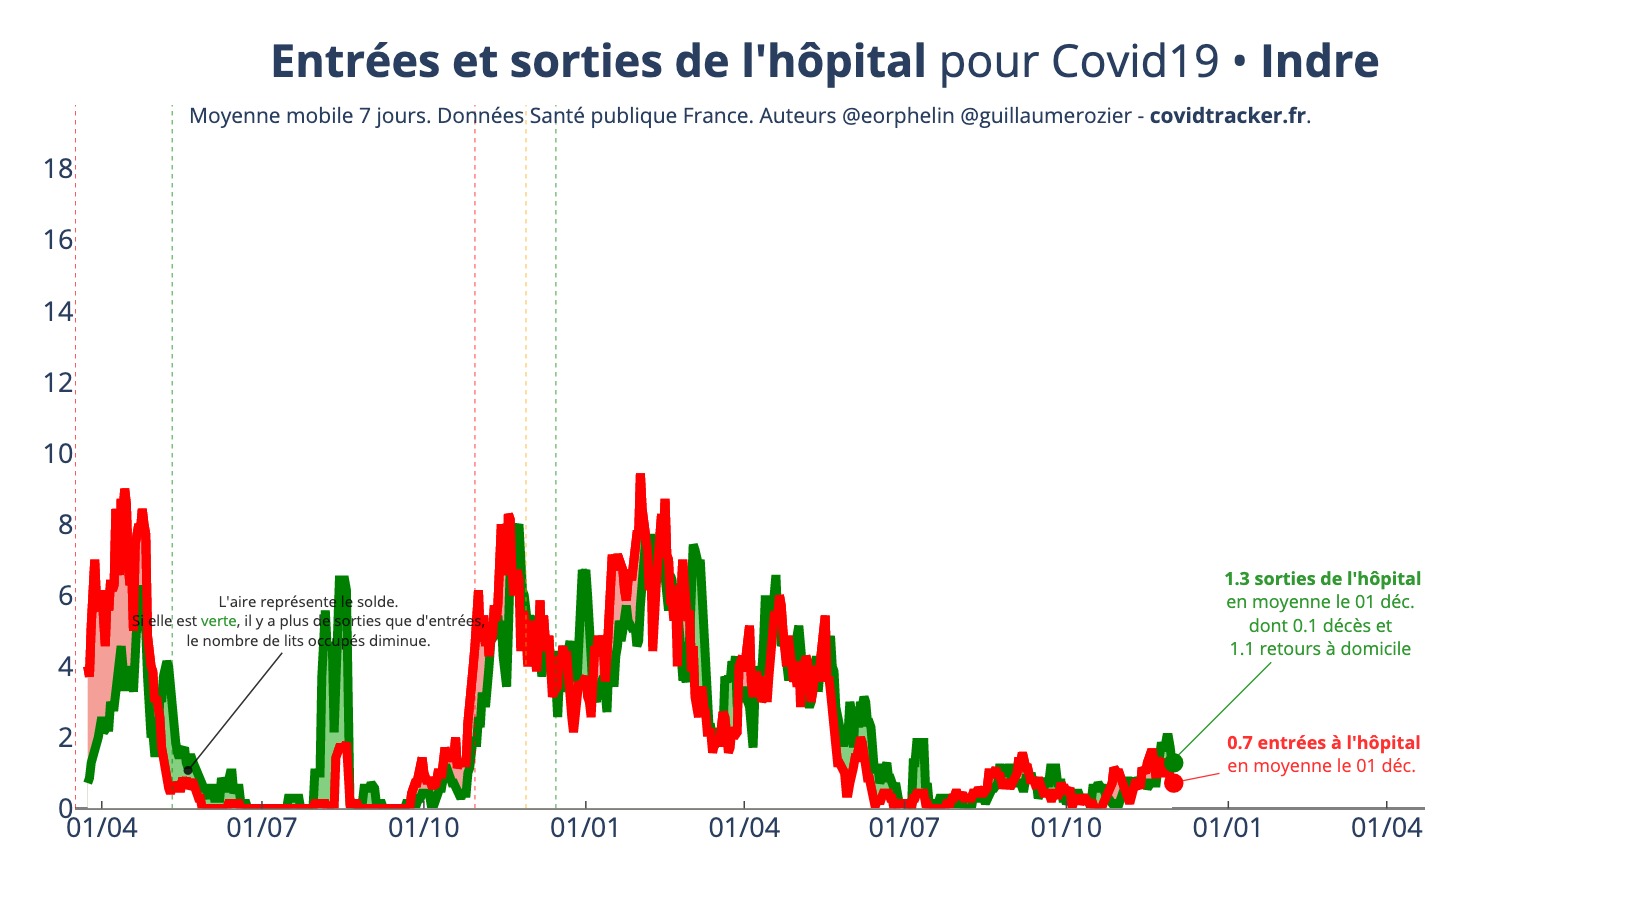 Entrées et sorties de l'hôpital pour Covid19 • Indre
Moyenne mobile 7 jours. Données Santé publique France. Auteurs @eorphelin @guillaumerozier - covidtracker.fr.
18
16
14
12
10
8
6
4
2
0
L'aire représente le solde.
Si elle est verte, il y a plus de sorties que d'entrées,
le nombre de lits occupés diminue.
1.3 sorties de l'hôpital
en moyenne le 01 déc.
dont 0.1 décès et
1.1 retours à domicile
0.7 entrées à l'hôpital
en moyenne le 01 déc.
01/04 01/07 01/10 01/01 01/04 01/07 01/10 01/01 01/04